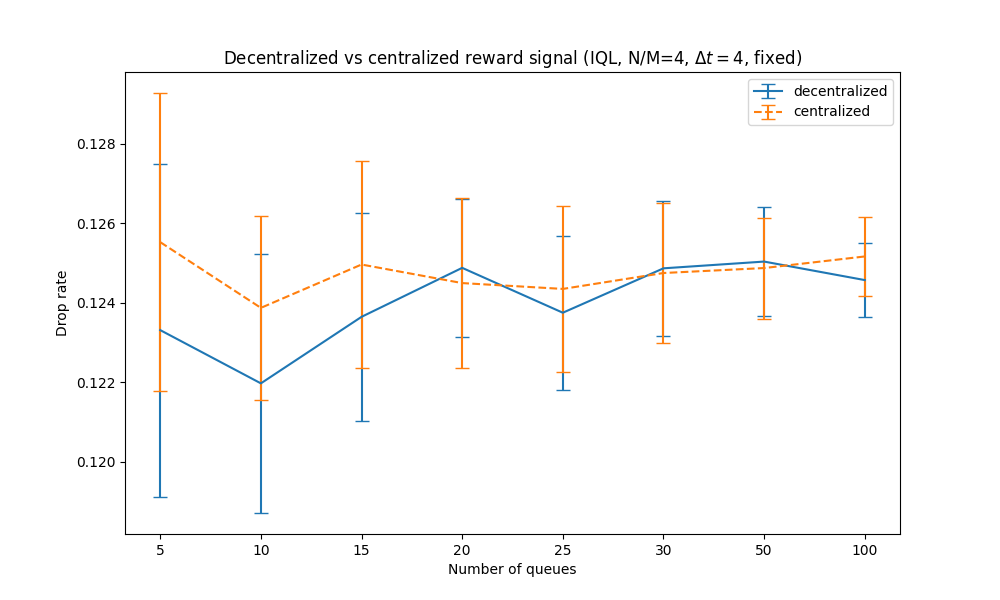 Decentralized vs centralized reward signal (IQL, N/M=4, Δt = 4, fixed)
decentralized
centralized
Drop rate
0.128
0.126
0.124
0.122
0.120
5 10 15 20 25 30 50 100
Number of queues